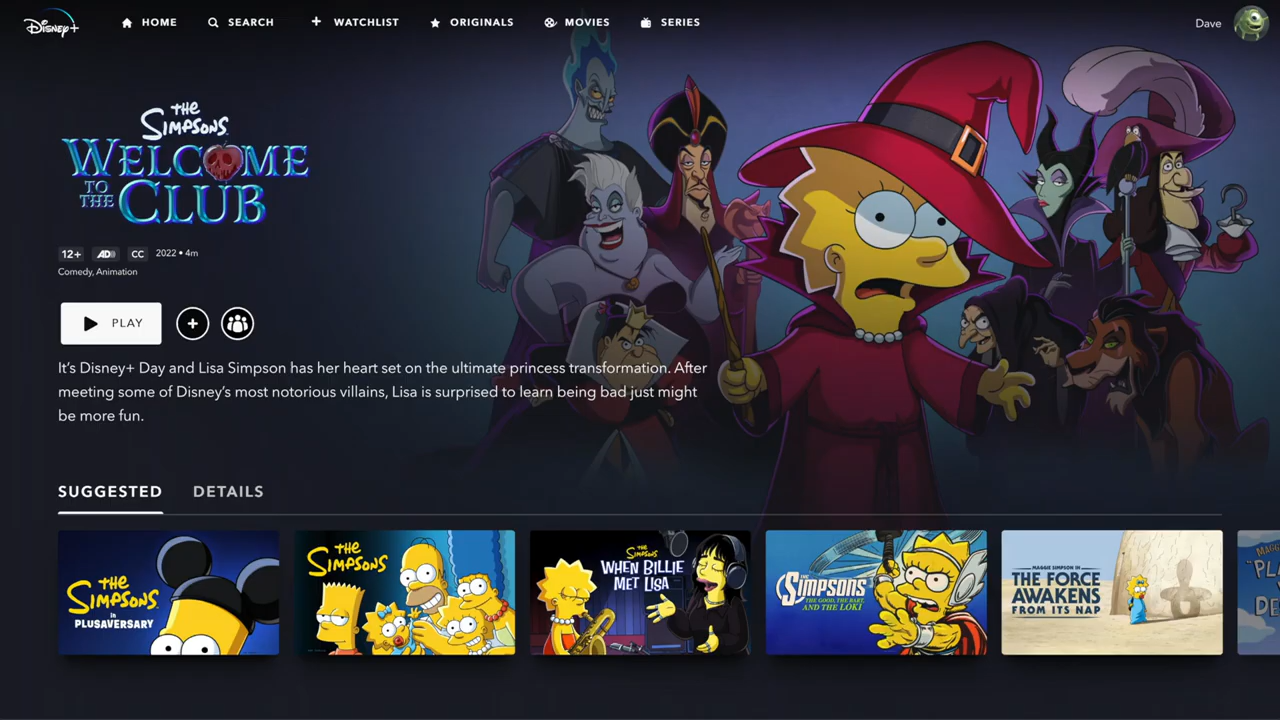 Disney+
HOME
SEARCH
WATCHLIST
ORIGINALS
MOVIES
SERIES
Dave
THE
SIMPSONS
WELCOME
TO THE
CLUB
12+ AD CC 2022 • 4m
Comedy, Animation
PLAY
It's Disney+ Day and Lisa Simpson has her heart set on the ultimate princess transformation. After
meeting some of Disney's most notorious villains, Lisa is surprised to learn being bad just might
be more fun.
SUGGESTED
DETAILS
THE
SIMPSONS
in
PLUSAVERSARY
THE
SIMPSONS
THE
SIMPSONS
WHEN BILLIE
MET LISA
THE
SIMPSONS
THE GOOD, THE BART,
AND THE LOKI
MAGGIE SIMPSON IN
THE FORCE
AWAKENS
FROM ITS NAP